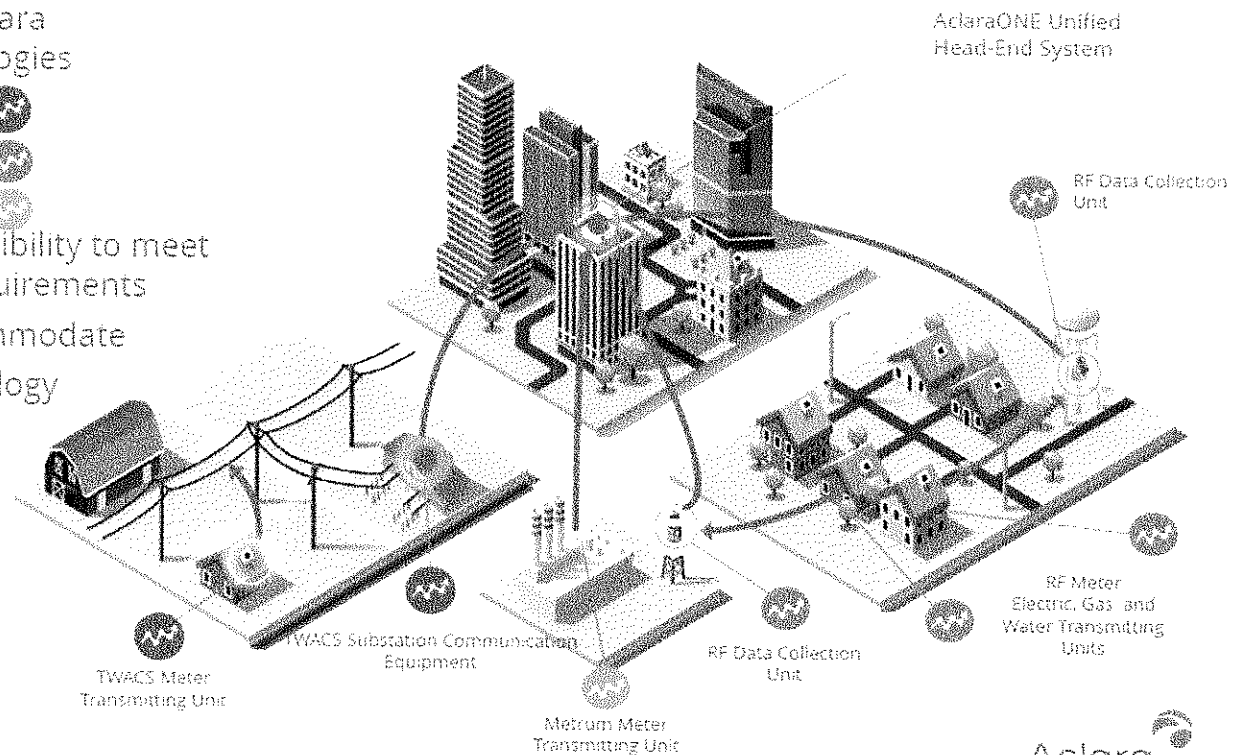 ara
ogies
ibility to meet
uirements
nmodate
logy
AclaraONE Unified
Head-End System
RF Data Collection
Unit
RF Meter
Electric, Gas and
Water Transmitting
Units
TWACS Substation Communication
Equipment
RF Data Collection
Unit
TWACS Meter
Transmitting Unit
Metrum Meter
Transmitting Unit
Aclara